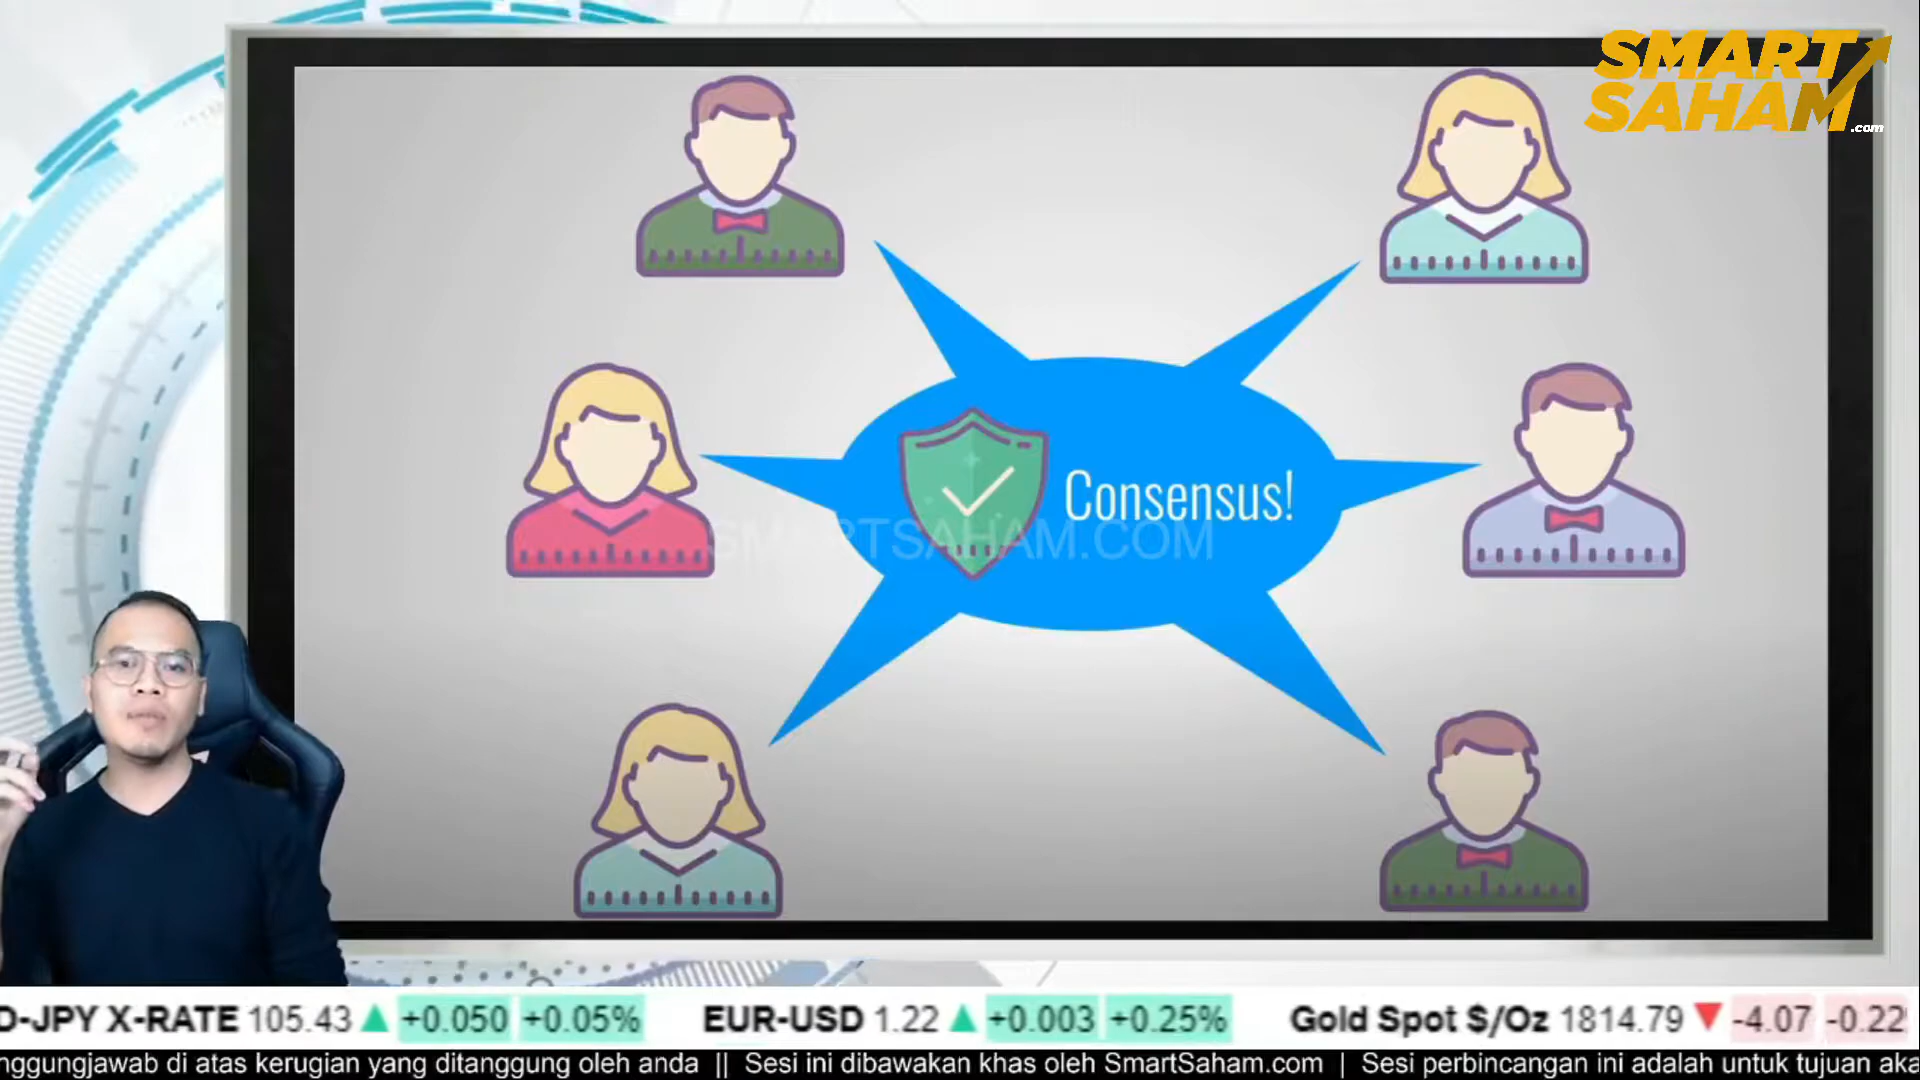 SMART
SAHAM
.com
Consensus!
SMARTSAHAM.COM
D-JPY X-RATE 105.43 ▲ +0.050 +0.05% EUR-USD 1.22 ▲ +0.003 +0.25% Gold Spot $/Oz 1814.79 ▼ -4.07 -0.22
nggungjawab di atas kerugian yang ditanggung oleh anda || Sesi ini dibawakan khas oleh SmartSaham.com | Sesi perbincangan ini adalah untuk tujuan aka